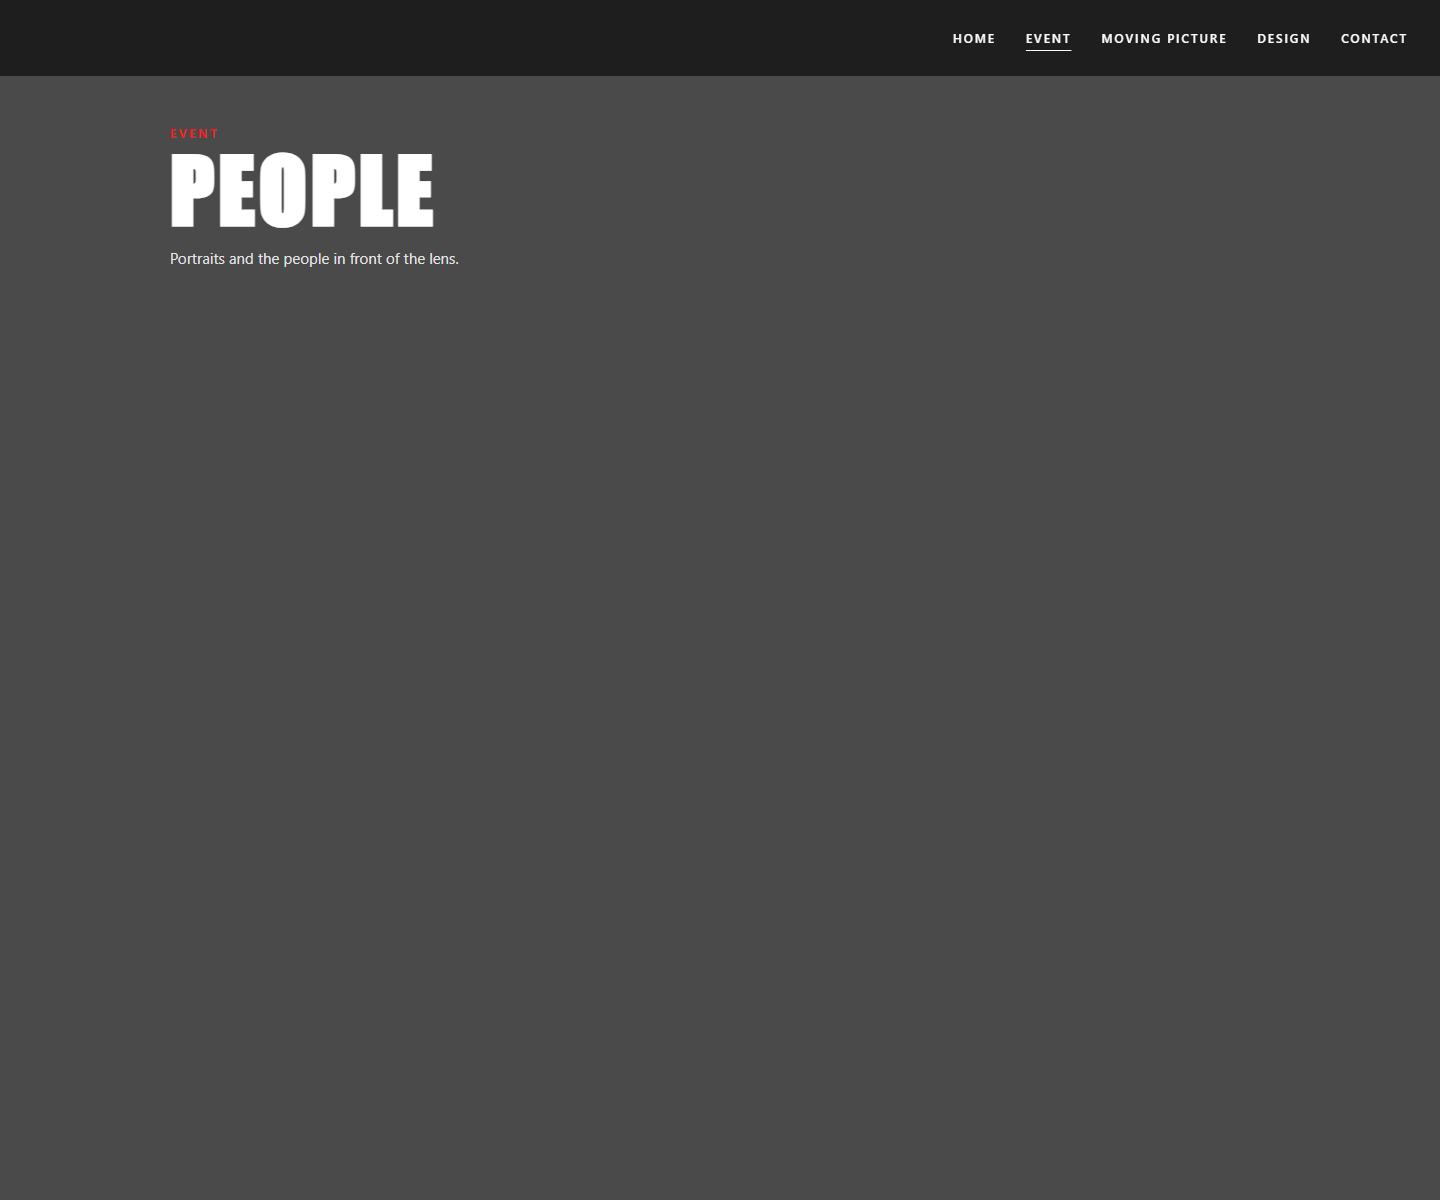 HOME EVENT MOVING PICTURE DESIGN CONTACT
EVENT
PEOPLE
Portraits and the people in front of the lens.